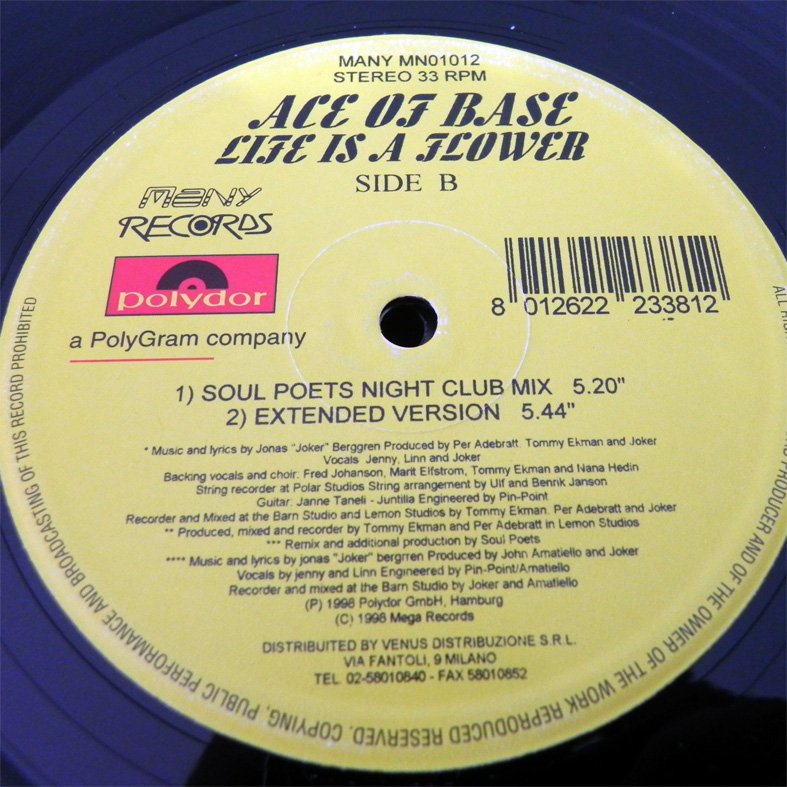 MANY MN01012
STEREO 33 RPM
ACE OF BASE
LIFE IS A FLOWER
SIDE B
MANY
RECORDS
polydor
a PolyGram company
8 012622 233812
1) SOUL POETS NIGHT CLUB MIX 5.20"
2) EXTENDED VERSION 5.44"
* Music and lyrics by Jonas "Joker" Berggren Produced by Per Adebratt. Tommy Ekman and Joker
Vocals Jenny, Linn and Joker
Backing vocals and choir: Fred Johanson, Marit Elfstrom, Tommy Ekman and Nana Hedin
String recorder at Polar Studios String arrangement by Ulf and Benrik Janson
Guitar: Janne Taneli - Juntilla Engineered by Pin-Point
Recorder and Mixed at the Barn Studio and Lemon Studios by Tommy Ekman. Per Adebratt and Joker
** Produced, mixed and recorder by Tommy Ekman and Per Adebratt in Lemon Studios
*** Remix and additional production by Soul Poets
**** Music and lyrics by jonas "Joker" bergrren Produced by John Amatiello and Joker
Vocals by jenny and Linn Engineered by Pin-Point/Amatiello
Recorder and mixed at the Barn Studio by Joker and Amatiello
(P) 1998 Polydor GmbH, Hamburg
(C) 1998 Mega Records
DISTRIBUITED BY VENUS DISTRIBUZIONE S.R.L.
VIA FANTOLI, 9 MILANO
TEL. 02-58010840 - FAX 58010852
ALL AND PRODUCER AND OF THE OWNER OF THE WORK REPRODUCED RESERVED. COPYING, PUBLIC PERFORMANCE AND BROADCASTING OF THIS RECORD PROHIBITED